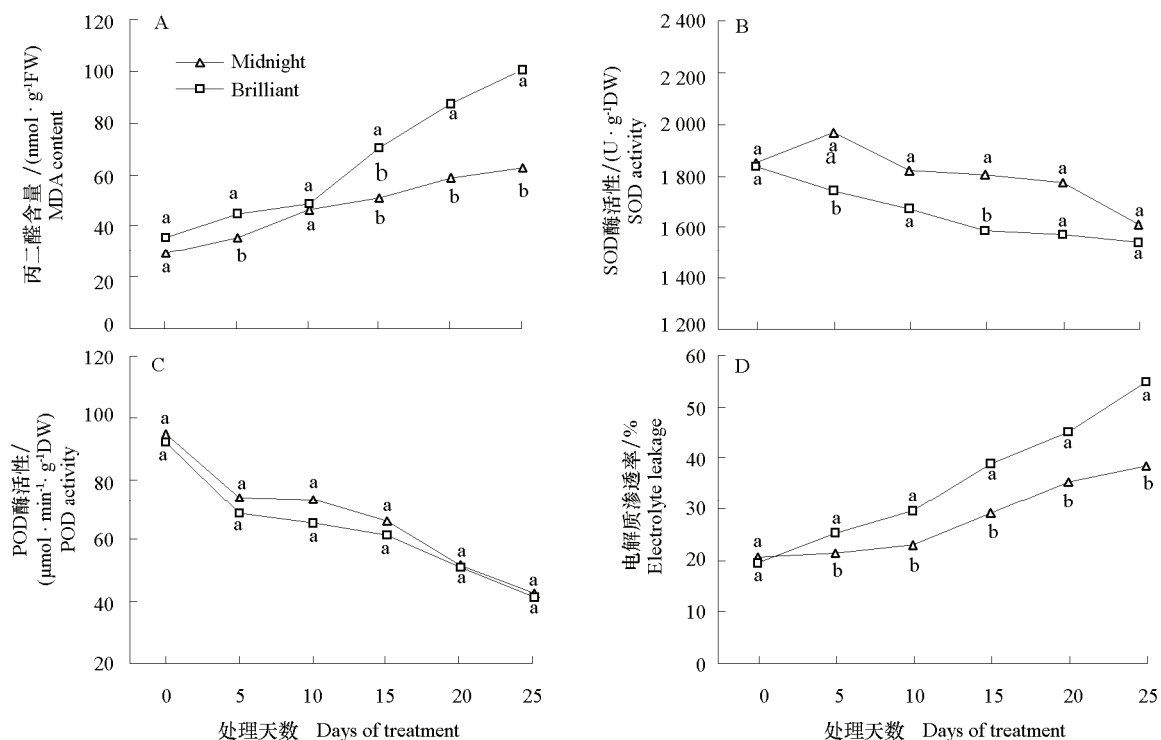 A
丙二醛含量 /(nmol · g⁻¹FW)
MDA content
120
100
80
60
40
20
0
Midnight
Brilliant
a
a
a
b
a
a
a
b
a
b
a
b
B
SOD酶活性/(U · g⁻¹DW)
SOD activity
2 400
2 200
2 000
1 800
1 600
1 400
1 200
a
a
a
a
b
a
a
a
b
a
a
a
a
C
POD酶活性/
(μmol · min⁻¹· g⁻¹DW)
POD activity
120
100
80
60
40
20
a
a
a
a
a
a
a
a
a
a
a
a
0 5 10 15 20 25
处理天数 Days of treatment
D
电解质渗透率/%
Electrolyte leakage
60
50
40
30
20
10
0
a
a
a
b
a
b
a
b
a
b
a
b
0 5 10 15 20 25
处理天数 Days of treatment